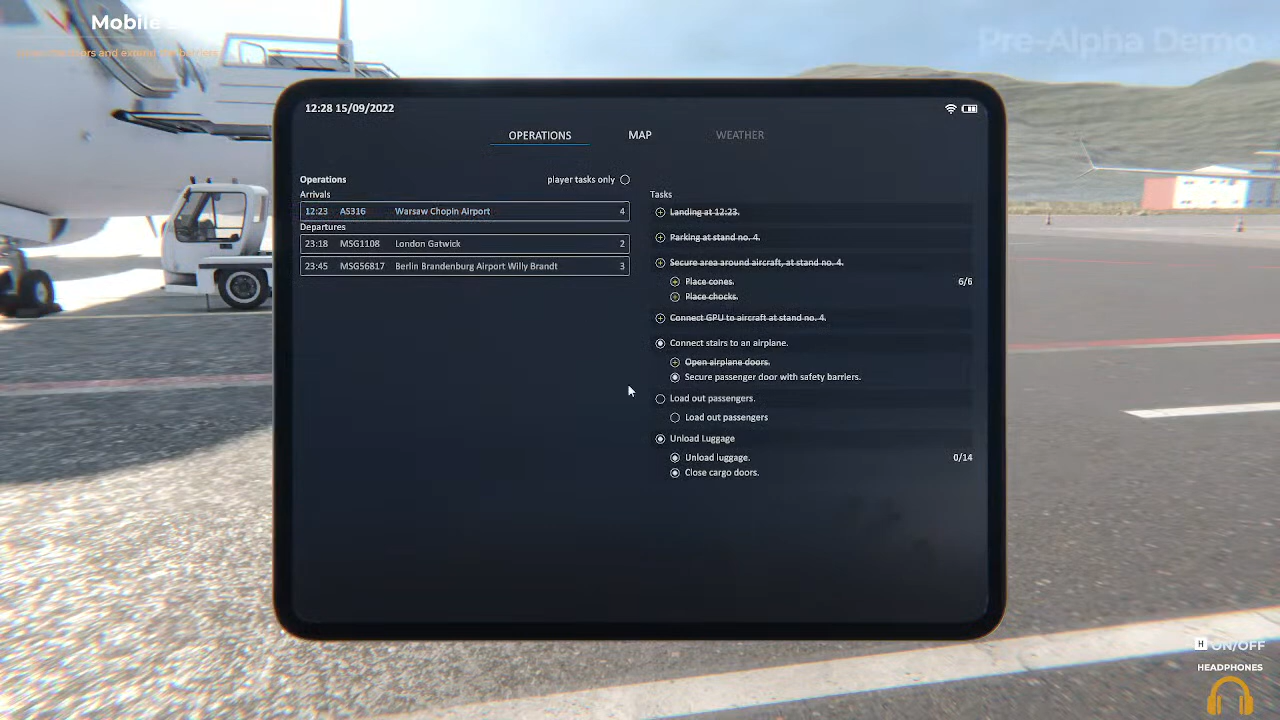 Mobile
Pre-Alpha Demo
12:28 15/09/2022
OPERATIONS MAP WEATHER
Operations player tasks only
Arrivals
12:23 AS316 Warsaw Chopin Airport 4
Departures
23:18 MSG1108 London Gatwick 2
23:45 MSG56817 Berlin Brandenburg Airport Willy Brandt 3
Tasks
Landing at 12:23.
Parking at stand no. 4.
Secure area around aircraft, at stand no. 4.
Place cones. 6/6
Place chocks.
Connect GPU to aircraft at stand no. 4.
Connect stairs to an airplane.
Open airplane doors.
Secure passenger door with safety barriers.
Load out passengers.
Load out passengers
Unload Luggage
Unload luggage. 0/14
Close cargo doors.
H ON/OFF
HEADPHONES